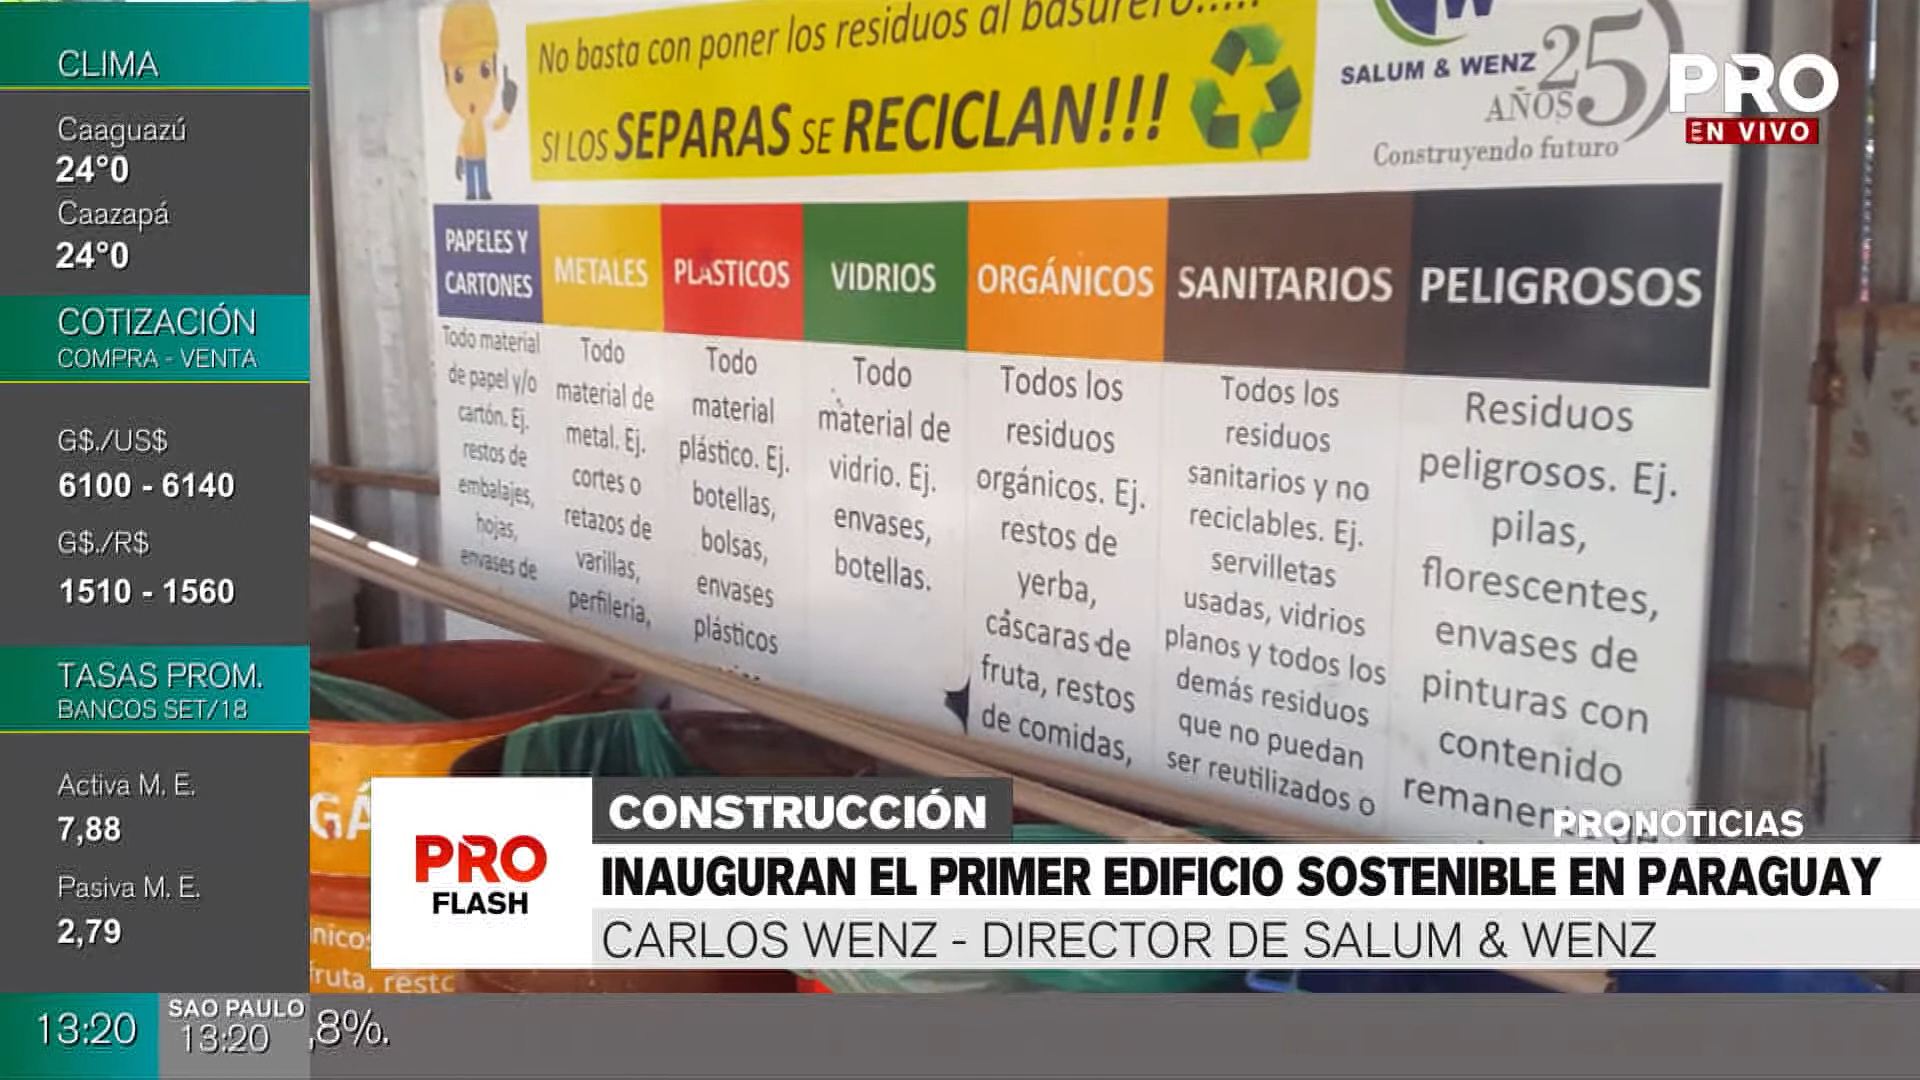 CLIMA
Caaguazú
24°0
Caazapá
24°0
COTIZACIÓN
COMPRA - VENTA
G$./US$
6100 - 6140
G$./R$
1510 - 1560
TASAS PROM.
BANCOS SET/18
Activa M. E.
7,88
Pasiva M. E.
2,79
No basta con poner los residuos al basurero.....
SI LOS SEPARAS SE RECICLAN!!!
SALUM & WENZ
25
AÑOS
Construyendo futuro
PRO
EN VIVO
PAPELES Y
CARTONES
Todo material
de papel y/o
cartón. Ej.
restos de
embalajes,
hojas,
envases de
METALES
Todo
material de
metal. Ej.
cortes o
retazos de
varillas,
perfilería,
PLASTICOS
Todo
material
plástico. Ej.
botellas,
bolsas,
envases
plásticos
VIDRIOS
Todo
material de
vidrio. Ej.
envases,
botellas.
ORGÁNICOS
Todos los
residuos
orgánicos. Ej.
restos de
yerba,
cáscaras de
fruta, restos
de comidas,
SANITARIOS
Todos los
residuos
sanitarios y no
reciclables. Ej.
servilletas
usadas, vidrios
planos y todos los
demás residuos
que no puedan
ser reutilizados o
PELIGROSOS
Residuos
peligrosos. Ej.
pilas,
florescentes,
envases de
pinturas con
contenido
GÁ
nicos
fruta, restc
PRONOTICIAS
PRO
FLASH
CONSTRUCCIÓN
INAUGURAN EL PRIMER EDIFICIO SOSTENIBLE EN PARAGUAY
CARLOS WENZ - DIRECTOR DE SALUM & WENZ
13:20
SAO PAULO
13:20
,8%.